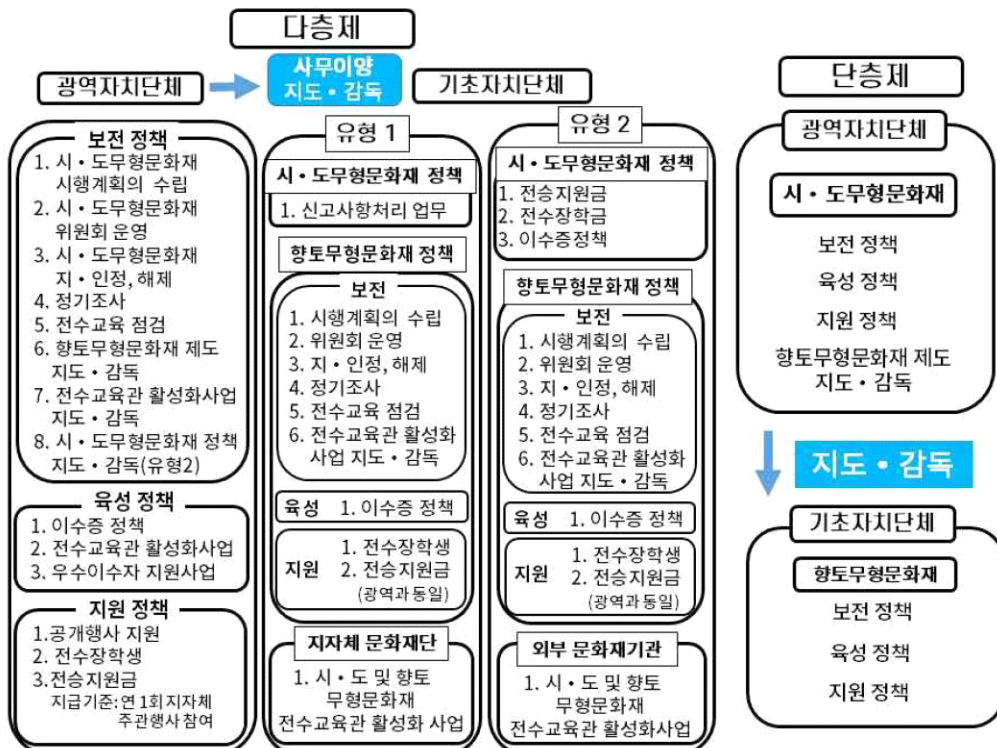 다층제
광역자치단체
사무이양
지도・감독
기초자치단체
보전 정책
1. 시・도무형문화재
시행계획의 수립
2. 시・도무형문화재
위원회 운영
3. 시・도무형문화재
지・인정, 해제
4. 정기조사
5. 전수교육 점검
6. 향토무형문화재 제도
지도・감독
7. 전수교육관 활성화사업
지도・감독
8. 시・도무형문화재 정책
지도・감독(유형2)
육성 정책
1. 이수증 정책
2. 전수교육관 활성화사업
3. 우수이수자 지원사업
지원 정책
1.공개행사 지원
2.전수장학생
3.전승지원금
지급기준: 연 1회지자체
주관행사 참여
유형 1
시・도무형문화재 정책
1. 신고사항처리 업무
향토무형문화재 정책
보전
1. 시행계획의 수립
2. 위원회 운영
3. 지・인정, 해제
4. 정기조사
5. 전수교육 점검
6. 전수교육관 활성화
사업 지도・감독
육성 1. 이수증 정책
지원
1. 전수장학생
2. 전승지원금
(광역과 동일)
지자체 문화재단
1. 시・도 및 향토
무형문화재
전수교육관 활성화 사업
유형 2
시・도무형문화재 정책
1. 전승지원금
2. 전수장학금
3. 이수증정책
향토무형문화재 정책
보전
1. 시행계획의 수립
2. 위원회 운영
3. 지・인정, 해제
4. 정기조사
5. 전수교육 점검
6. 전수교육관 활성화
사업 지도・감독
육성 1. 이수증 정책
지원
1. 전수장학생
2. 전승지원금
(광역과 동일)
외부 문화재기관
1. 시・도 및 향토
무형문화재
전수교육관 활성화사업
단층제
광역자치단체
시・도무형문화재
보전 정책
육성 정책
지원 정책
향토무형문화재 제도
지도・감독
지도・감독
기초자치단체
향토무형문화재
보전 정책
육성 정책
지원 정책